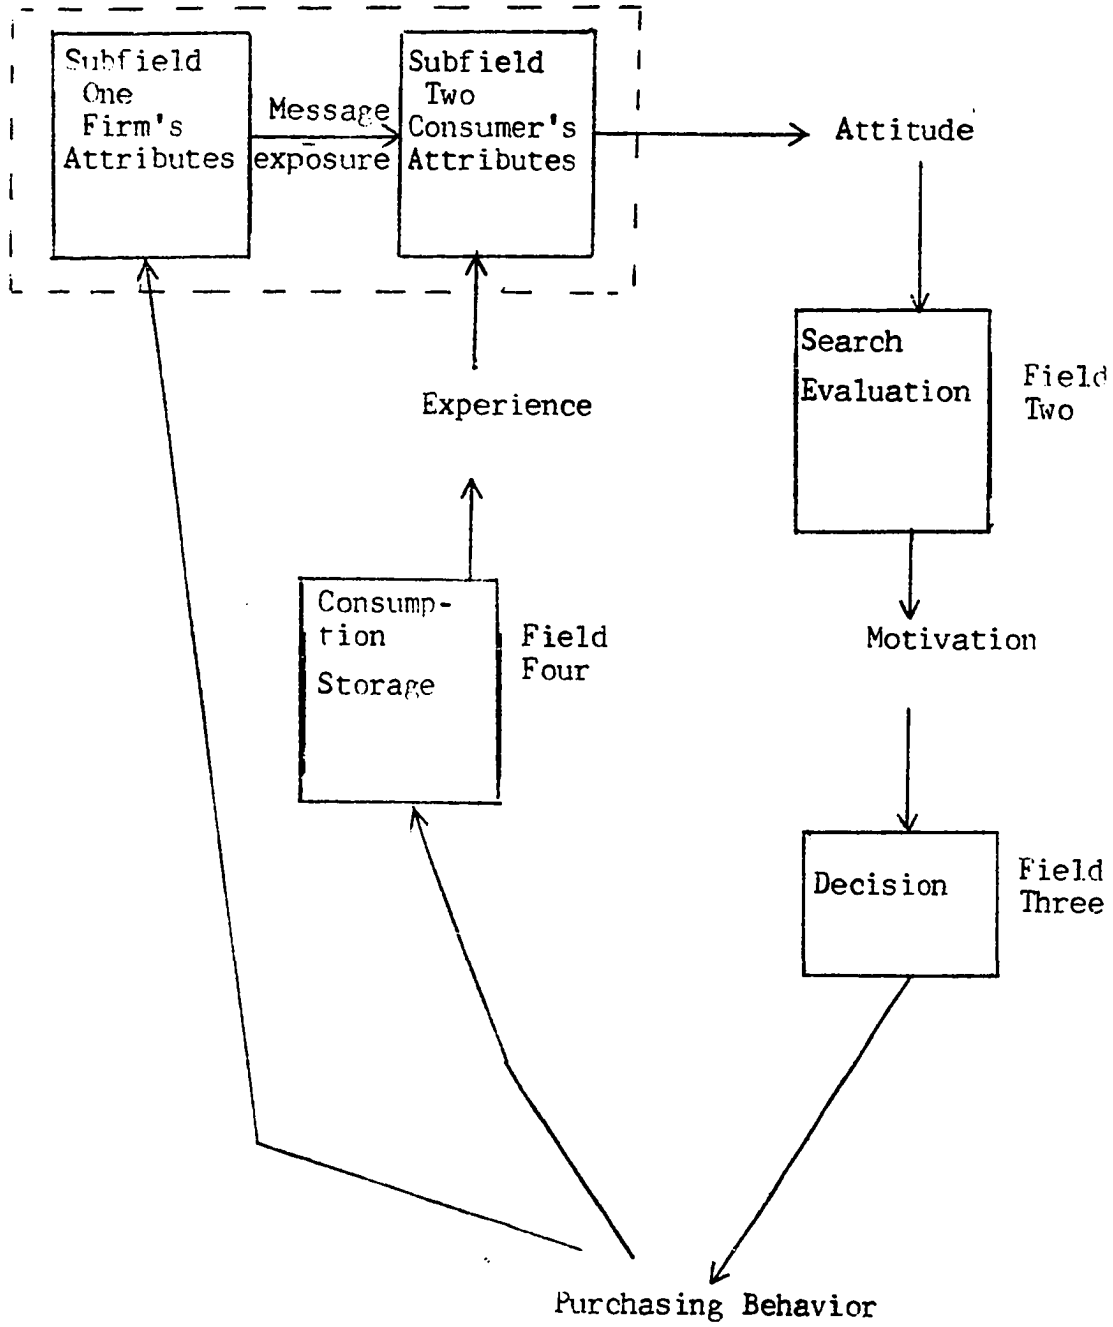 Subfield
One
Firm's
Attributes
Message
exposure
Subfield
Two
Consumer's
Attributes
Attitude
Search
Evaluation
Field
Two
Motivation
Decision
Field
Three
Purchasing Behavior
Consump-
tion
Storage
Field
Four
Experience